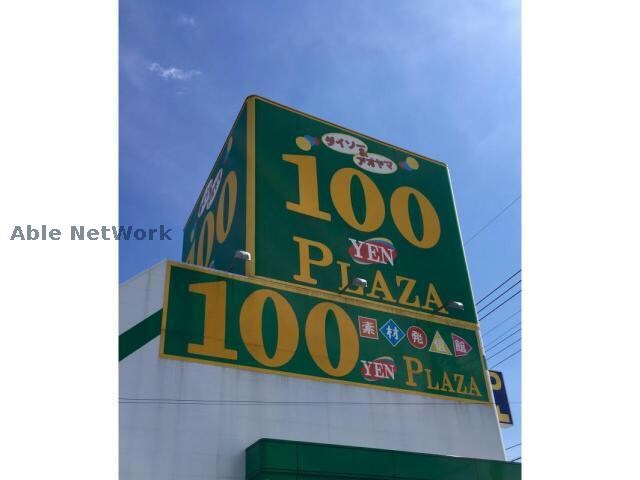 ダイソー
&
アオヤマ
100
YEN
PLAZA
100
素材発信館
YEN PLAZA
Able NetWork